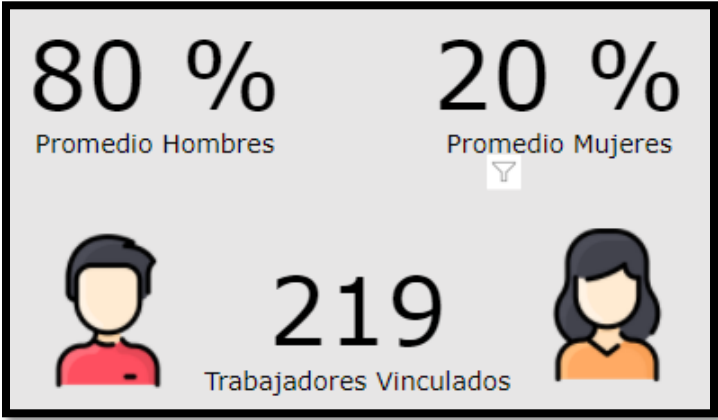 80 %
20 %
Promedio Hombres
Promedio Mujeres
219
Trabajadores Vinculados